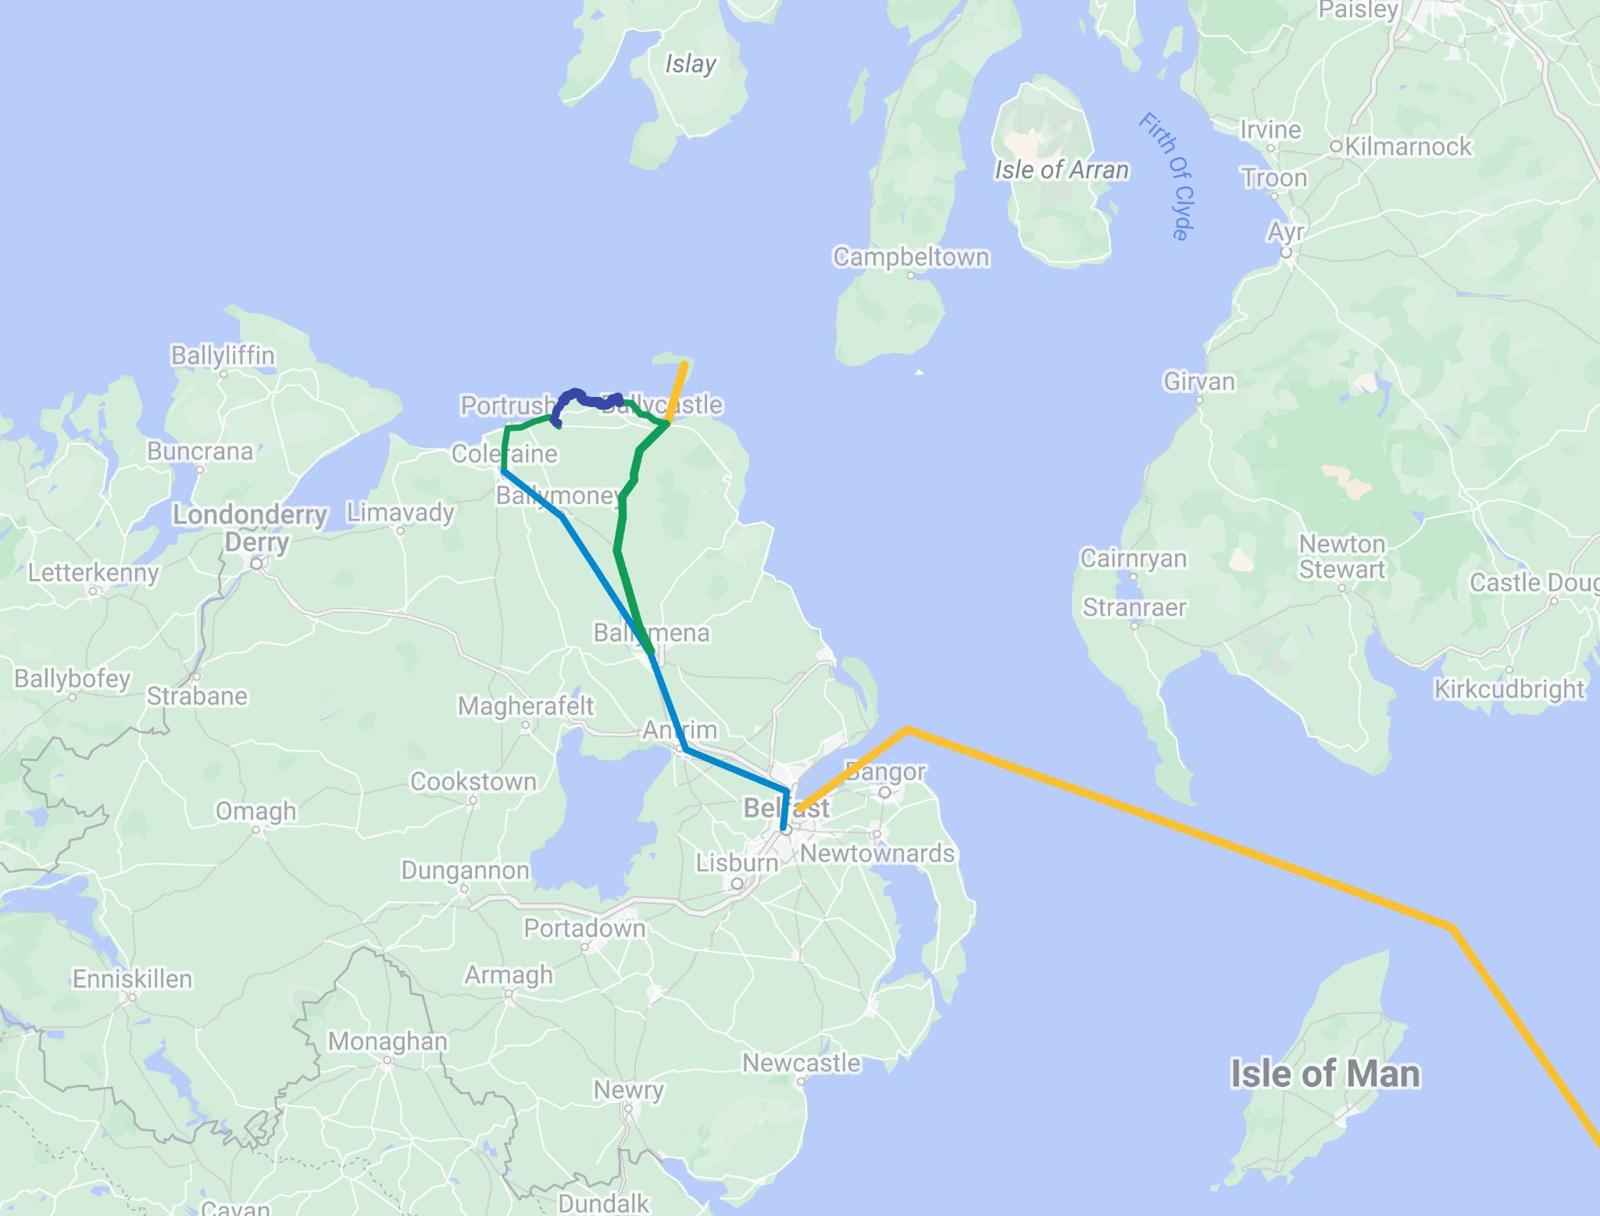 Paisley
Islay
Irvine
Kilmarnock
Firth Of Clyde
Isle of Arran
Troon
Ayr
Campbeltown
Ballyliffin
Girvan
Portrush
Ballycastle
Buncrana
Coleraine
Ballymoney
Londonderry
Derry
Limavady
Newton
Stewart
Cairnryan
Letterkenny
Castle Doug
Stranraer
Ballymena
Ballybofey
Strabane
Kirkcudbright
Magherafelt
Antrim
Bangor
Cookstown
Omagh
Belfast
Newtownards
Lisburn
Dungannon
Portadown
Armagh
Enniskillen
Monaghan
Newcastle
Isle of Man
Newry
Dundalk
Cavan